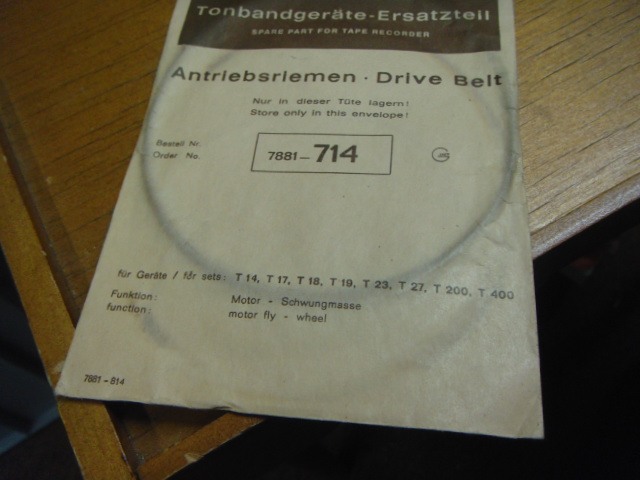 Tonbandgeräte-Ersatzteil
SPARE PART FOR TAPE RECORDER
Antriebsriemen · Drive Belt
Nur in dieser Tüte lagern!
Store only in this envelope!
Bestell Nr.
Order No.
7881-714
für Geräte / för sets: T 14, T 17, T 18, T 19, T 23, T 27, T 200, T 400
Funktion: Motor - Schwungmasse
function: motor fly - wheel
7881-814